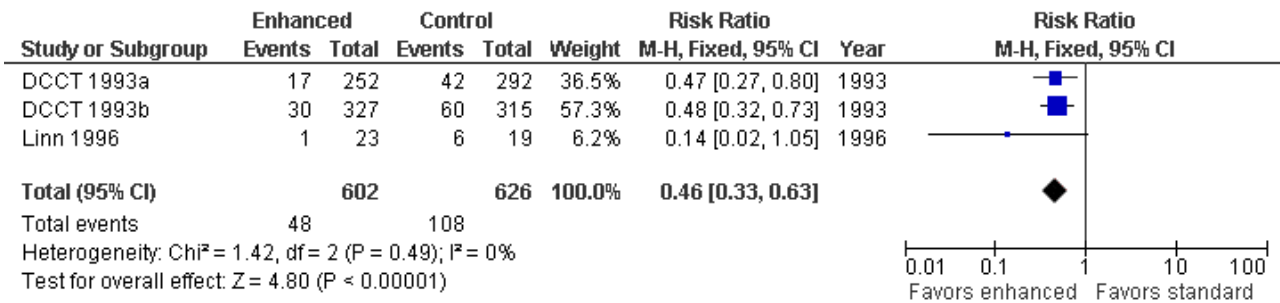 Enhanced Control Risk Ratio Risk Ratio
Study or Subgroup Events Total Events Total Weight M-H, Fixed, 95% CI Year M-H, Fixed, 95% CI
DCCT 1993a 17 252 42 292 36.5% 0.47 [0.27, 0.80] 1993
DCCT 1993b 30 327 60 315 57.3% 0.48 [0.32, 0.73] 1993
Linn 1996 1 23 6 19 6.2% 0.14 [0.02, 1.05] 1996
Total (95% CI) 602 626 100.0% 0.46 [0.33, 0.63]
Total events 48 108
Heterogeneity: Chi² = 1.42, df = 2 (P = 0.49); I² = 0%
Test for overall effect: Z = 4.80 (P < 0.00001)
0.01 0.1 1 10 100
Favors enhanced Favors standard